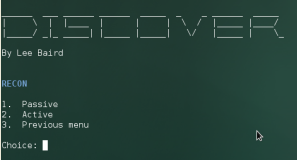 DISCOVER
By Lee Baird
RECON
1. Passive
2. Active
3. Previous menu
Choice: